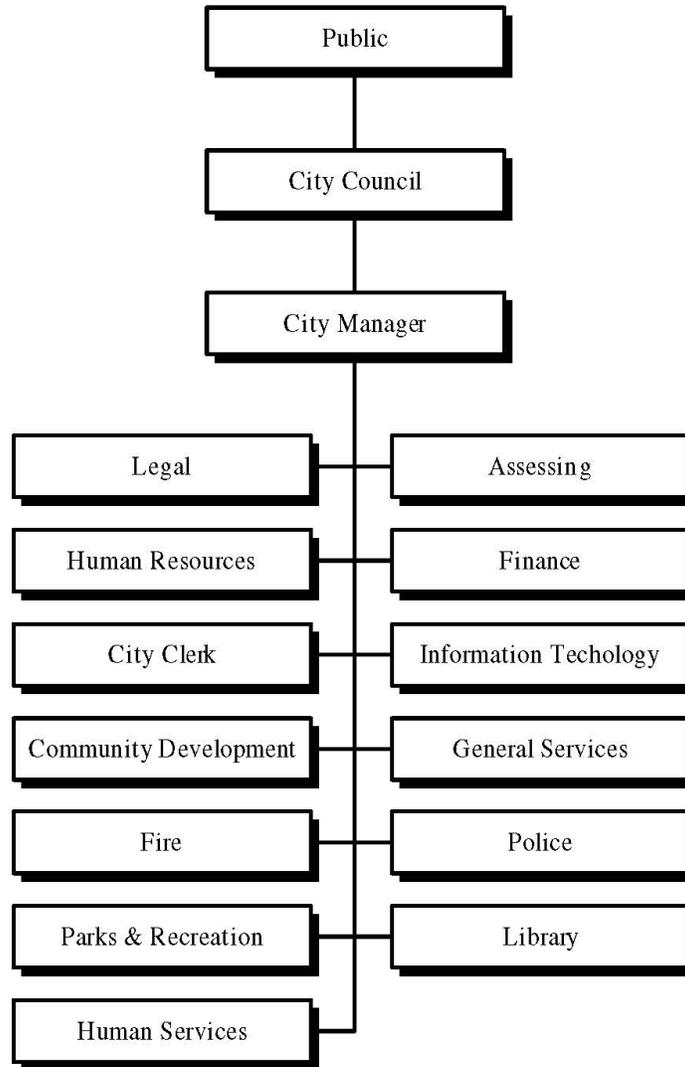 Public
City Council
City Manager
Legal
Assessing
Human Resources
Finance
City Clerk
Information Techology
Community Development
General Services
Fire
Police
Parks & Recreation
Library
Human Services